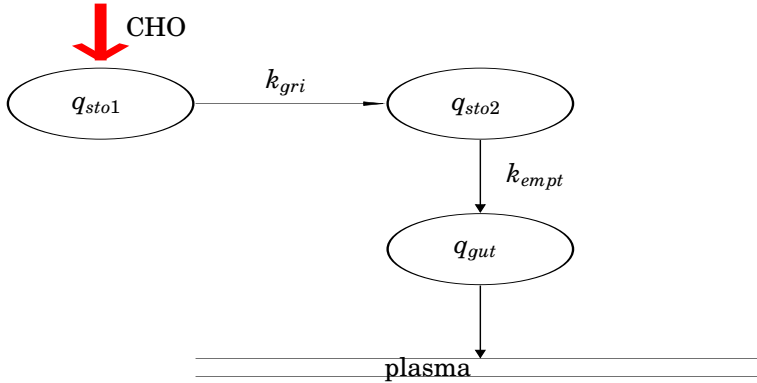 CHO
k_gri
q_sto1
q_sto2
k_empt
q_gut
plasma